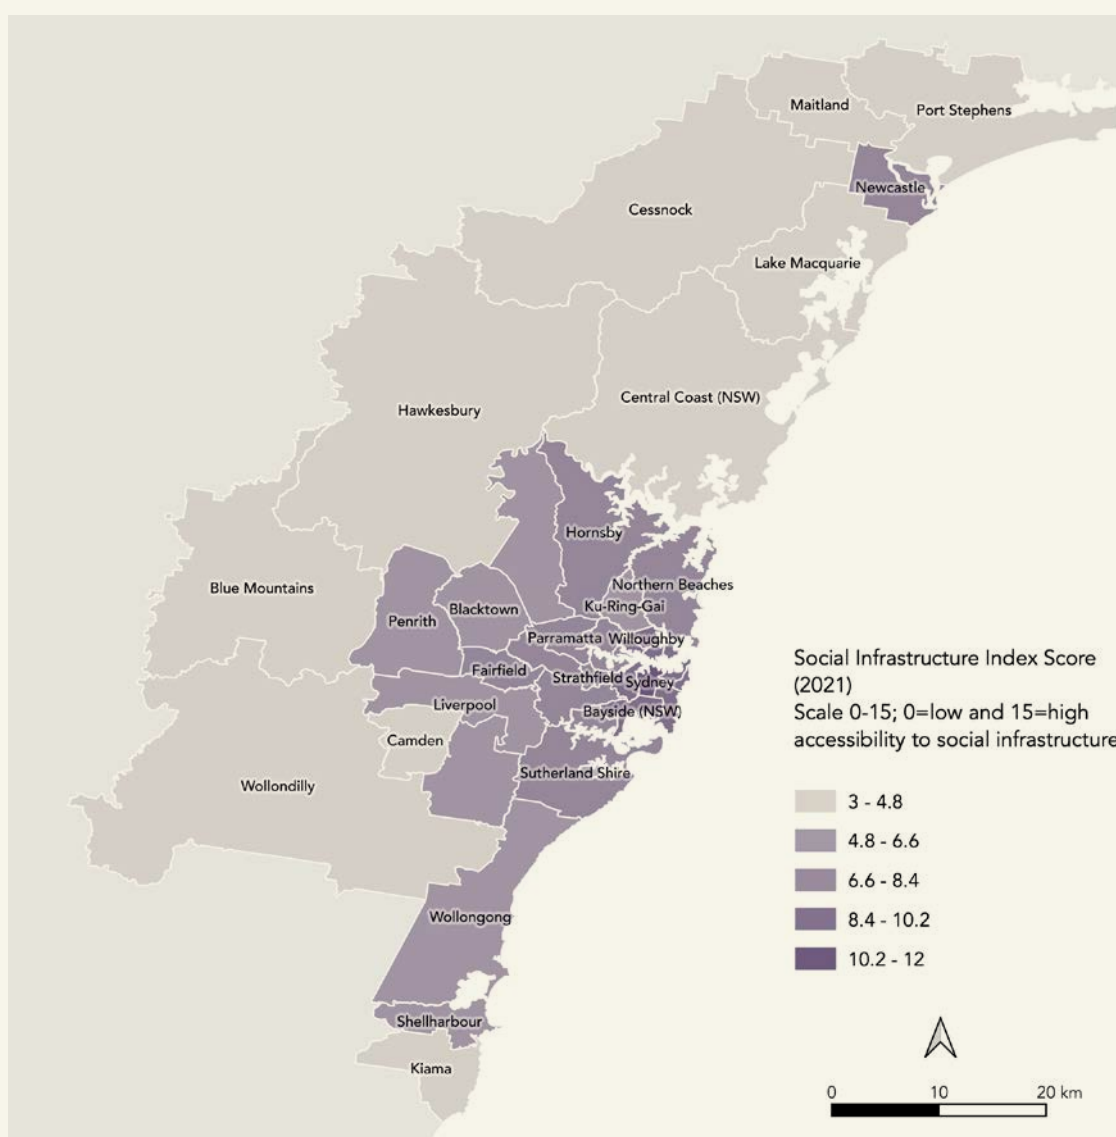 Maitland
Port Stephens
Newcastle
Cessnock
Lake Macquarie
Central Coast (NSW)
Hawkesbury
Hornsby
Northern Beaches
Blue Mountains
Ku-Ring-Gai
Blacktown
Penrith
Parramatta
Willoughby
Fairfield
Strathfield
Sydney
Liverpool
Bayside (NSW)
Camden
Sutherland Shire
Wollondilly
Wollongong
Shellharbour
Kiama
Social Infrastructure Index Score
(2021)
Scale 0-15; 0=low and 15=high
accessibility to social infrastructure
3 - 4.8
4.8 - 6.6
6.6 - 8.4
8.4 - 10.2
10.2 - 12
0 10 20 km